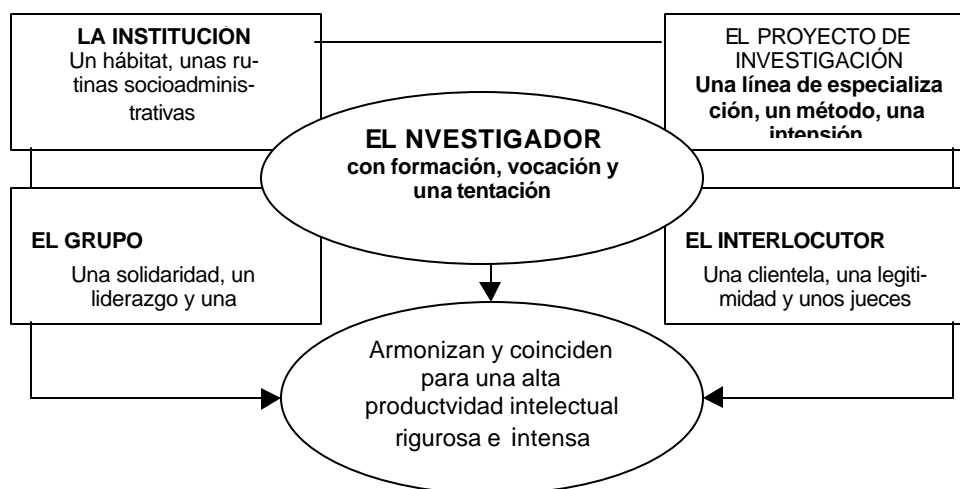 LA INSTITUCIÓN
Un hábitat, unas ru-
tinas socioadminis-
trativas
EL PROYECTO DE
INVESTIGACIÓN
Una línea de especializa
ción, un método, una
intensión
EL NVESTIGADOR
con formación, vocación y
una tentación
EL GRUPO
Una solidaridad, un
liderazgo y una
EL INTERLOCUTOR
Una clientela, una legiti-
midad y unos jueces
Armonizan y coinciden
para una alta
productvidad intelectual
rigurosa e intensa